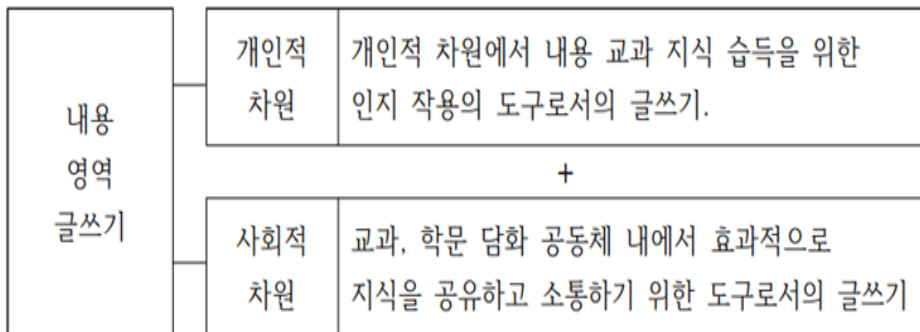 내용
영역
글쓰기
개인적
차원
개인적 차원에서 내용 교과 지식 습득을 위한
인지 작용의 도구로서의 글쓰기.
+
사회적
차원
교과, 학문 담화 공동체 내에서 효과적으로
지식을 공유하고 소통하기 위한 도구로서의 글쓰기